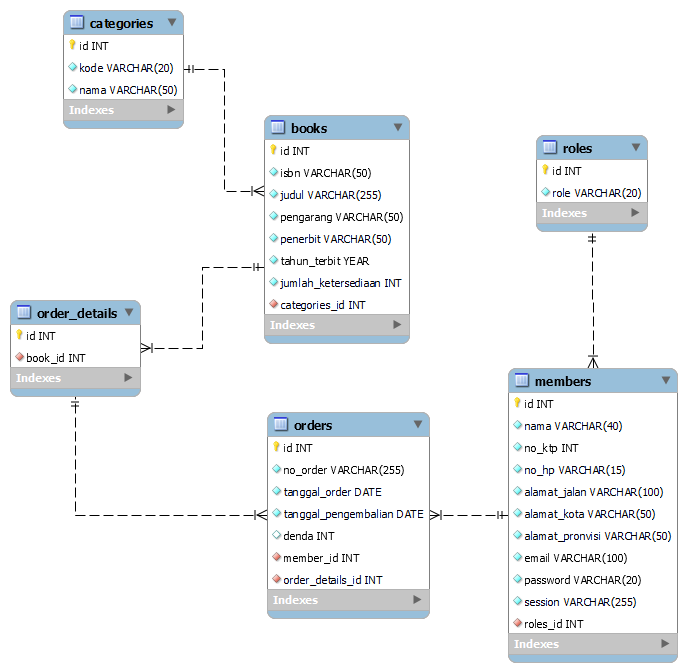 categories
id INT
kode VARCHAR(20)
nama VARCHAR(50)
Indexes
books
id INT
isbn VARCHAR(50)
judul VARCHAR(255)
pengarang VARCHAR(50)
penerbit VARCHAR(50)
tahun_terbit YEAR
jumlah_ketersediaan INT
categories_id INT
Indexes
roles
id INT
role VARCHAR(20)
Indexes
order_details
id INT
book_id INT
Indexes
orders
id INT
no_order VARCHAR(255)
tanggal_order DATE
tanggal_pengembalian DATE
denda INT
member_id INT
order_details_id INT
Indexes
members
id INT
nama VARCHAR(40)
no_ktp INT
no_hp VARCHAR(15)
alamat_jalan VARCHAR(100)
alamat_kota VARCHAR(50)
alamat_pronvisi VARCHAR(50)
email VARCHAR(100)
password VARCHAR(20)
session VARCHAR(255)
roles_id INT
Indexes